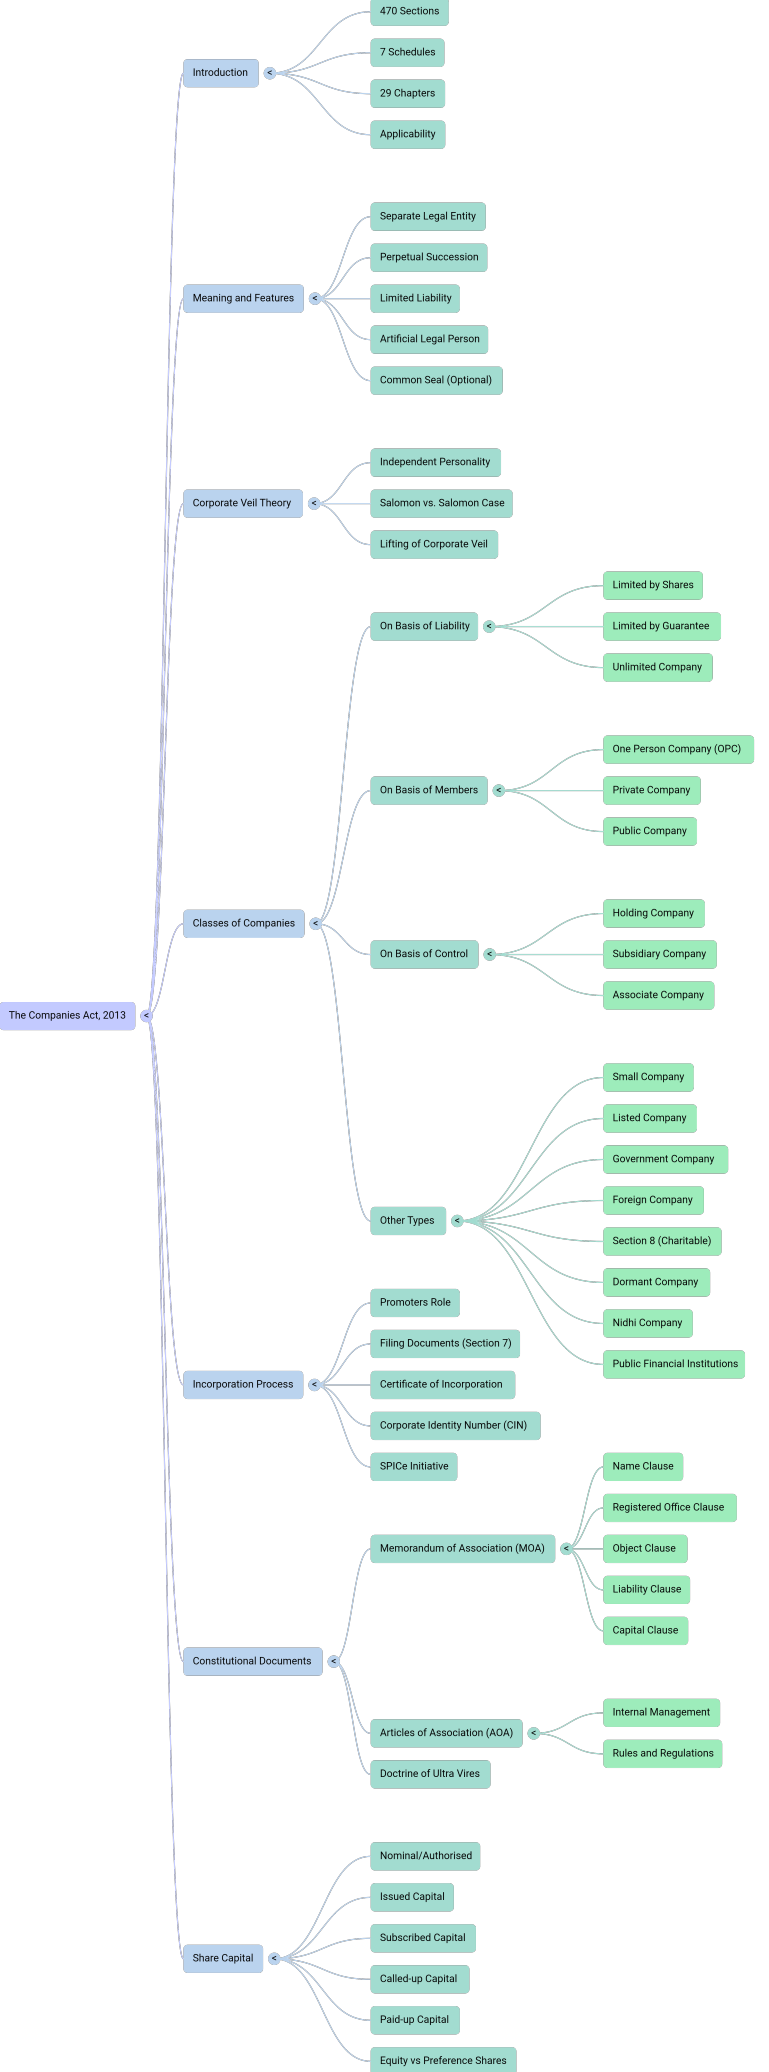 The Companies Act, 2013
<
Introduction
<
470 Sections
7 Schedules
29 Chapters
Applicability
Meaning and Features
<
Separate Legal Entity
Perpetual Succession
Limited Liability
Artificial Legal Person
Common Seal (Optional)
Corporate Veil Theory
<
Independent Personality
Salomon vs. Salomon Case
Lifting of Corporate Veil
Classes of Companies
<
On Basis of Liability
<
Limited by Shares
Limited by Guarantee
Unlimited Company
On Basis of Members
<
One Person Company (OPC)
Private Company
Public Company
On Basis of Control
<
Holding Company
Subsidiary Company
Associate Company
Other Types
<
Small Company
Listed Company
Government Company
Foreign Company
Section 8 (Charitable)
Dormant Company
Nidhi Company
Public Financial Institutions
Incorporation Process
<
Promoters Role
Filing Documents (Section 7)
Certificate of Incorporation
Corporate Identity Number (CIN)
SPICe Initiative
Constitutional Documents
<
Memorandum of Association (MOA)
<
Name Clause
Registered Office Clause
Object Clause
Liability Clause
Capital Clause
Articles of Association (AOA)
<
Internal Management
Rules and Regulations
Doctrine of Ultra Vires
Share Capital
<
Nominal/Authorised
Issued Capital
Subscribed Capital
Called-up Capital
Paid-up Capital
Equity vs Preference Shares